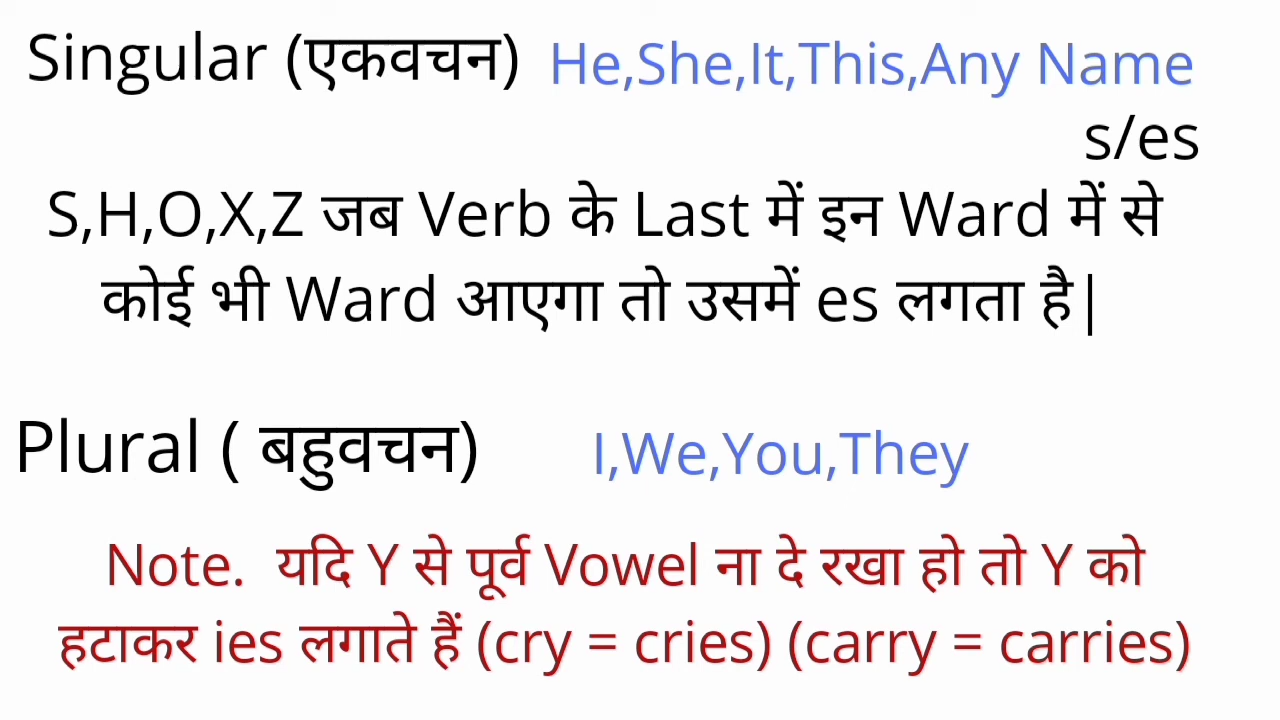 Singular (एकवचन) He,She,It,This,Any Name
s/es
S,H,O,X,Z जब Verb के Last में इन Ward में से
कोई भी Ward आएगा तो उसमें es लगता है|
Plural ( बहुवचन) I,We,You,They
Note. यदि Y से पूर्व Vowel ना दे रखा हो तो Y को
हटाकर ies लगाते हैं (cry = cries) (carry = carries)